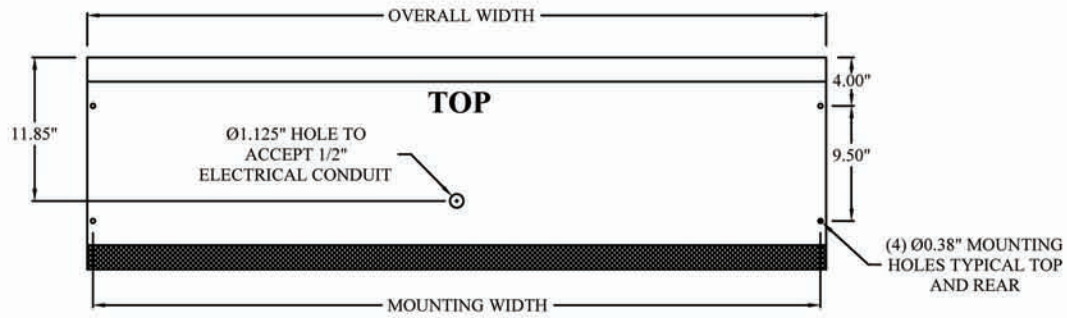 OVERALL WIDTH
4.00"
TOP
11.85"
Ø1.125" HOLE TO
ACCEPT 1/2"
ELECTRICAL CONDUIT
9.50"
(4) Ø0.38" MOUNTING
HOLES TYPICAL TOP
AND REAR
MOUNTING WIDTH